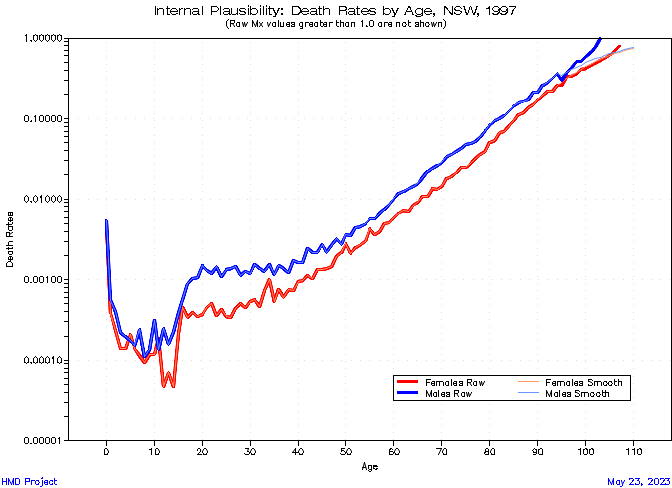 Internal Plausibility: Death Rates by Age, NSW, 1997
(Raw Mx values greater than 1.0 are not shown)
1.00000
0.10000
0.01000
0.00100
0.00010
0.00001
Death Rates
Females Raw
Females Smooth
Males Raw
Males Smooth
0 10 20 30 40 50 60 70 80 90 100 110
Age
HMD Project
May 23, 2023